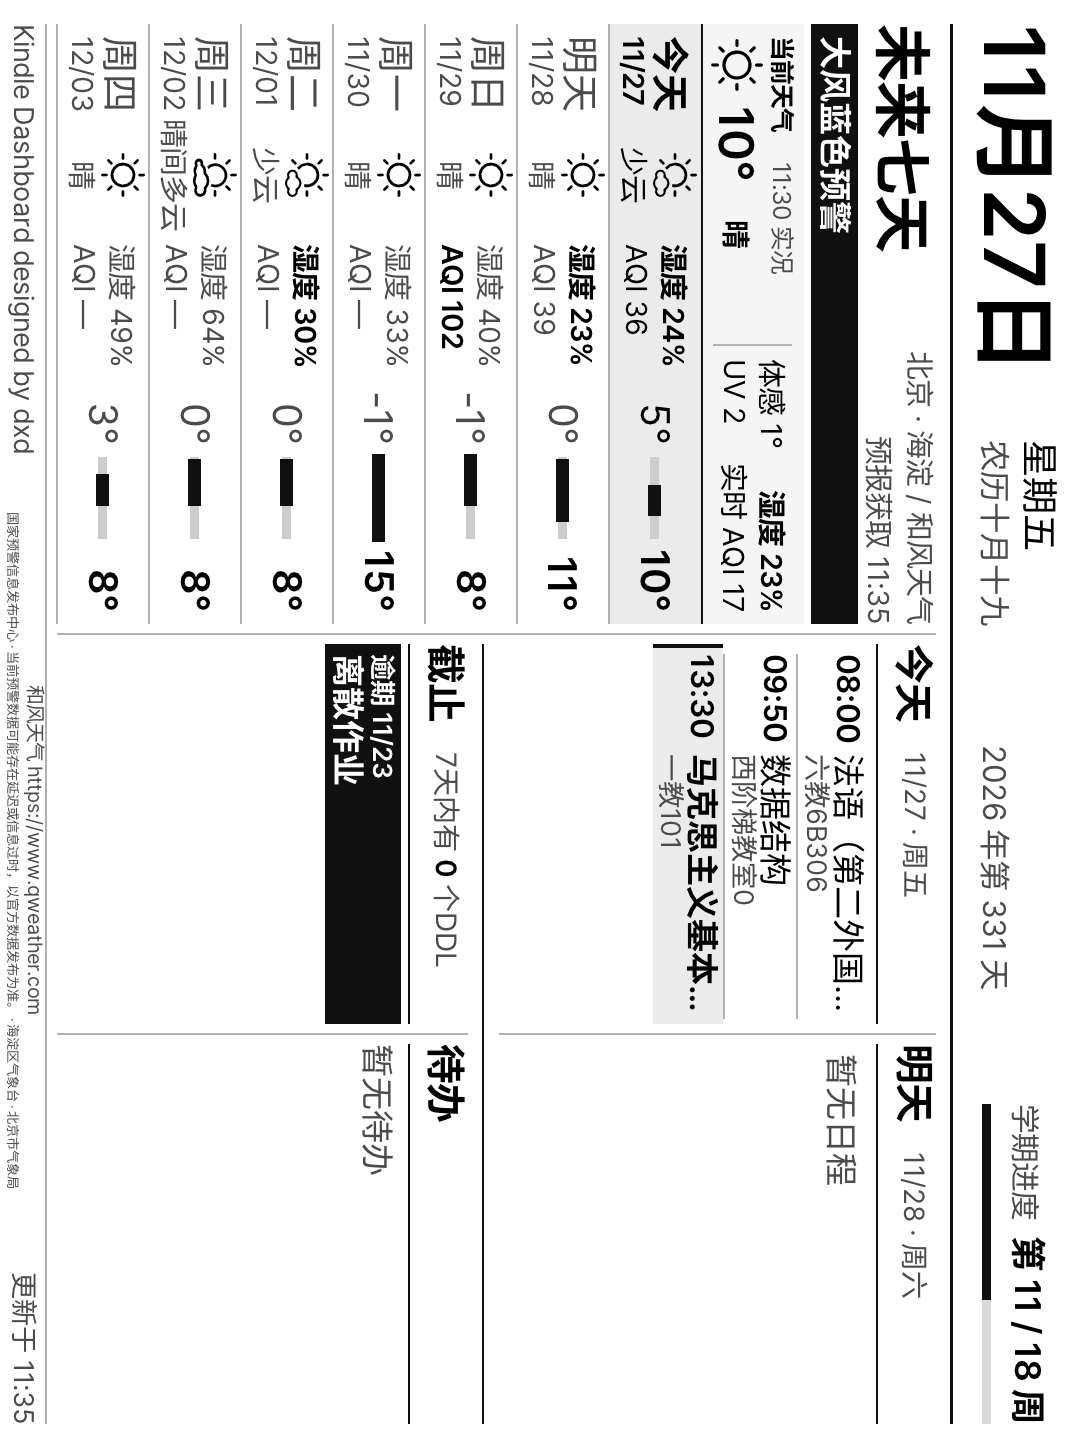 11月27日
星期五
农历十月十九
2026 年第 331 天
学期进度 第 11 / 18 周
未来七天
北京 · 海淀 / 和风天气
预报获取 11:35
大风蓝色预警
当前天气 11:30 实况
10° 晴
体感 1° 湿度 23%
UV 2 实时 AQI 17
今天
11/27
少云
湿度 24%
AQI 36
5° 10°
明天
11/28
晴
湿度 23%
AQI 39
0° 11°
周日
11/29
晴
湿度 40%
AQI 102
-1° 8°
周一
11/30
晴
湿度 33%
AQI —
-1° 15°
周二
12/01
少云
湿度 30%
AQI —
0° 8°
周三
12/02
晴间多云
湿度 64%
AQI —
0° 8°
周四
12/03
晴
湿度 49%
AQI —
3° 8°
今天 11/27 · 周五
08:00 法语（第二外国…
六教6B306
09:50 数据结构
西阶梯教室0
13:30 马克思主义基本…
一教101
明天 11/28 · 周六
暂无日程
截止 7天内有 0 个DDL
逾期 11/23
离散作业
待办
暂无待办
Kindle Dashboard designed by dxd
和风天气 https://www.qweather.com
国家预警信息发布中心 · 当前预警数据可能存在延迟或信息过时，以官方数据发布为准。 · 海淀区气象台 · 北京市气象局
更新于 11:35